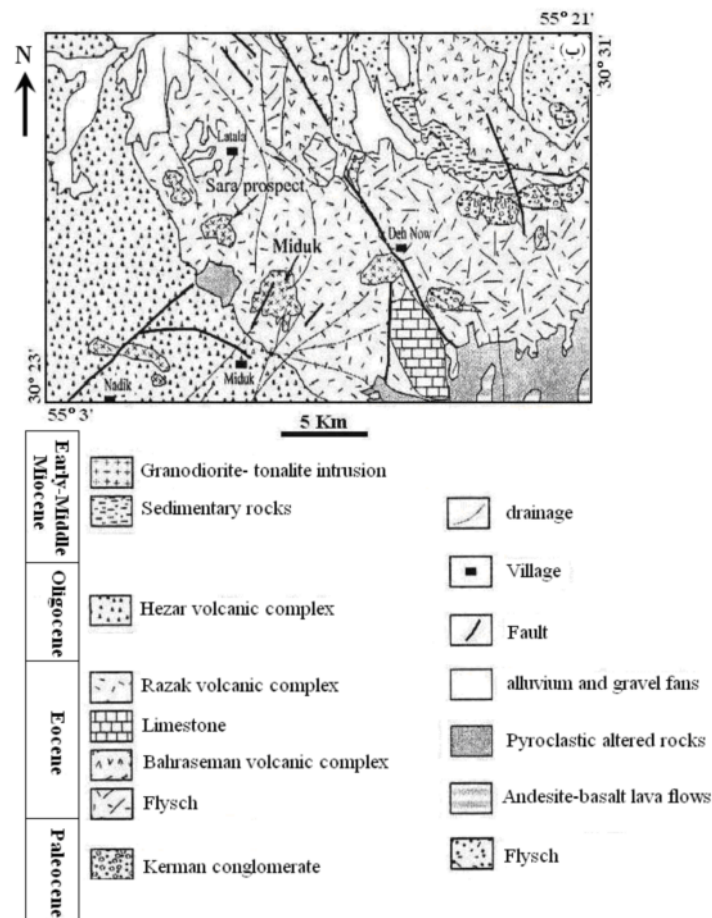 55° 21'
30° 31'
N
Latala
Sara prospect
Miduk
Deh Now
Nadik
Miduk
30° 23'
55° 3'
5 Km
Early-Middle
Miocene
Granodiorite- tonalite intrusion
Sedimentary rocks
Oligocene
Hezar volcanic complex
Eocene
Razak volcanic complex
Limestone
Bahraseman volcanic complex
Flysch
Paleocene
Kerman conglomerate
drainage
Village
Fault
alluvium and gravel fans
Pyroclastic altered rocks
Andesite-basalt lava flows
Flysch